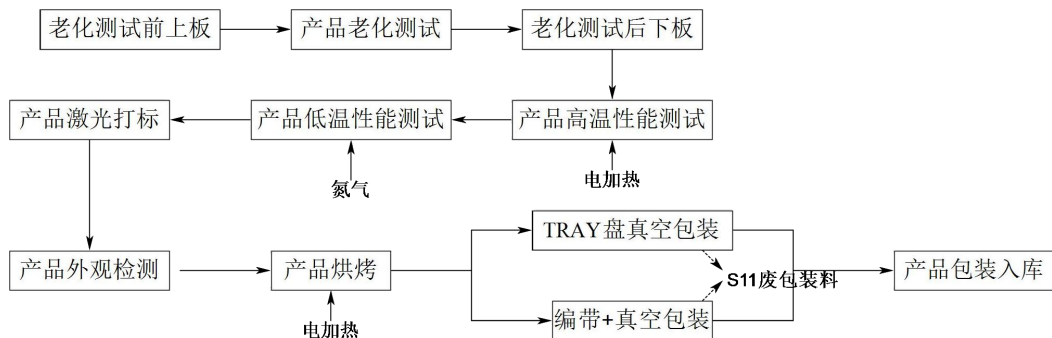 老化测试前上板
产品老化测试
老化测试后下板
产品激光打标
产品低温性能测试
产品高温性能测试
氮气
电加热
TRAY盘真空包装
产品外观检测
产品烘烤
S11废包装料
产品包装入库
编带+真空包装
电加热